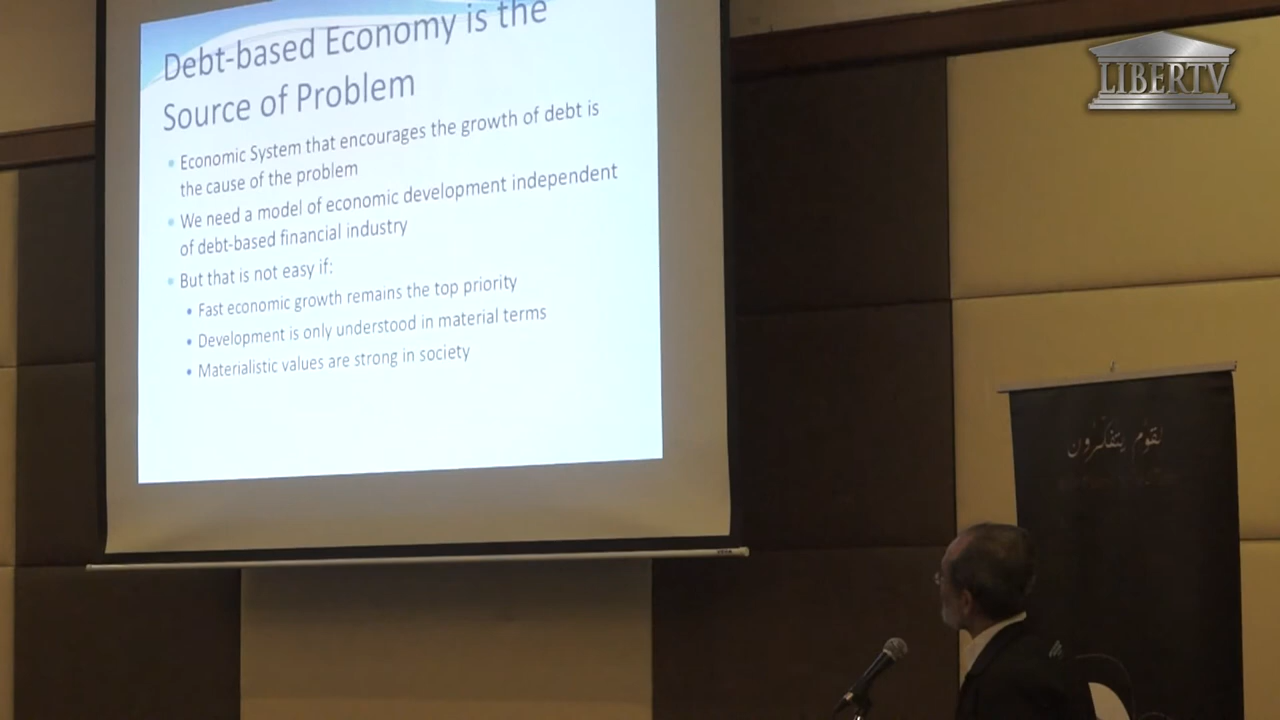 Debt-based Economy is the
Source of Problem
Economic System that encourages the growth of debt is
the cause of the problem
We need a model of economic development independent
of debt-based financial industry
But that is not easy if:
Fast economic growth remains the top priority
Development is only understood in material terms
Materialistic values are strong in society
LIBERTV
لقوم يتفكرون